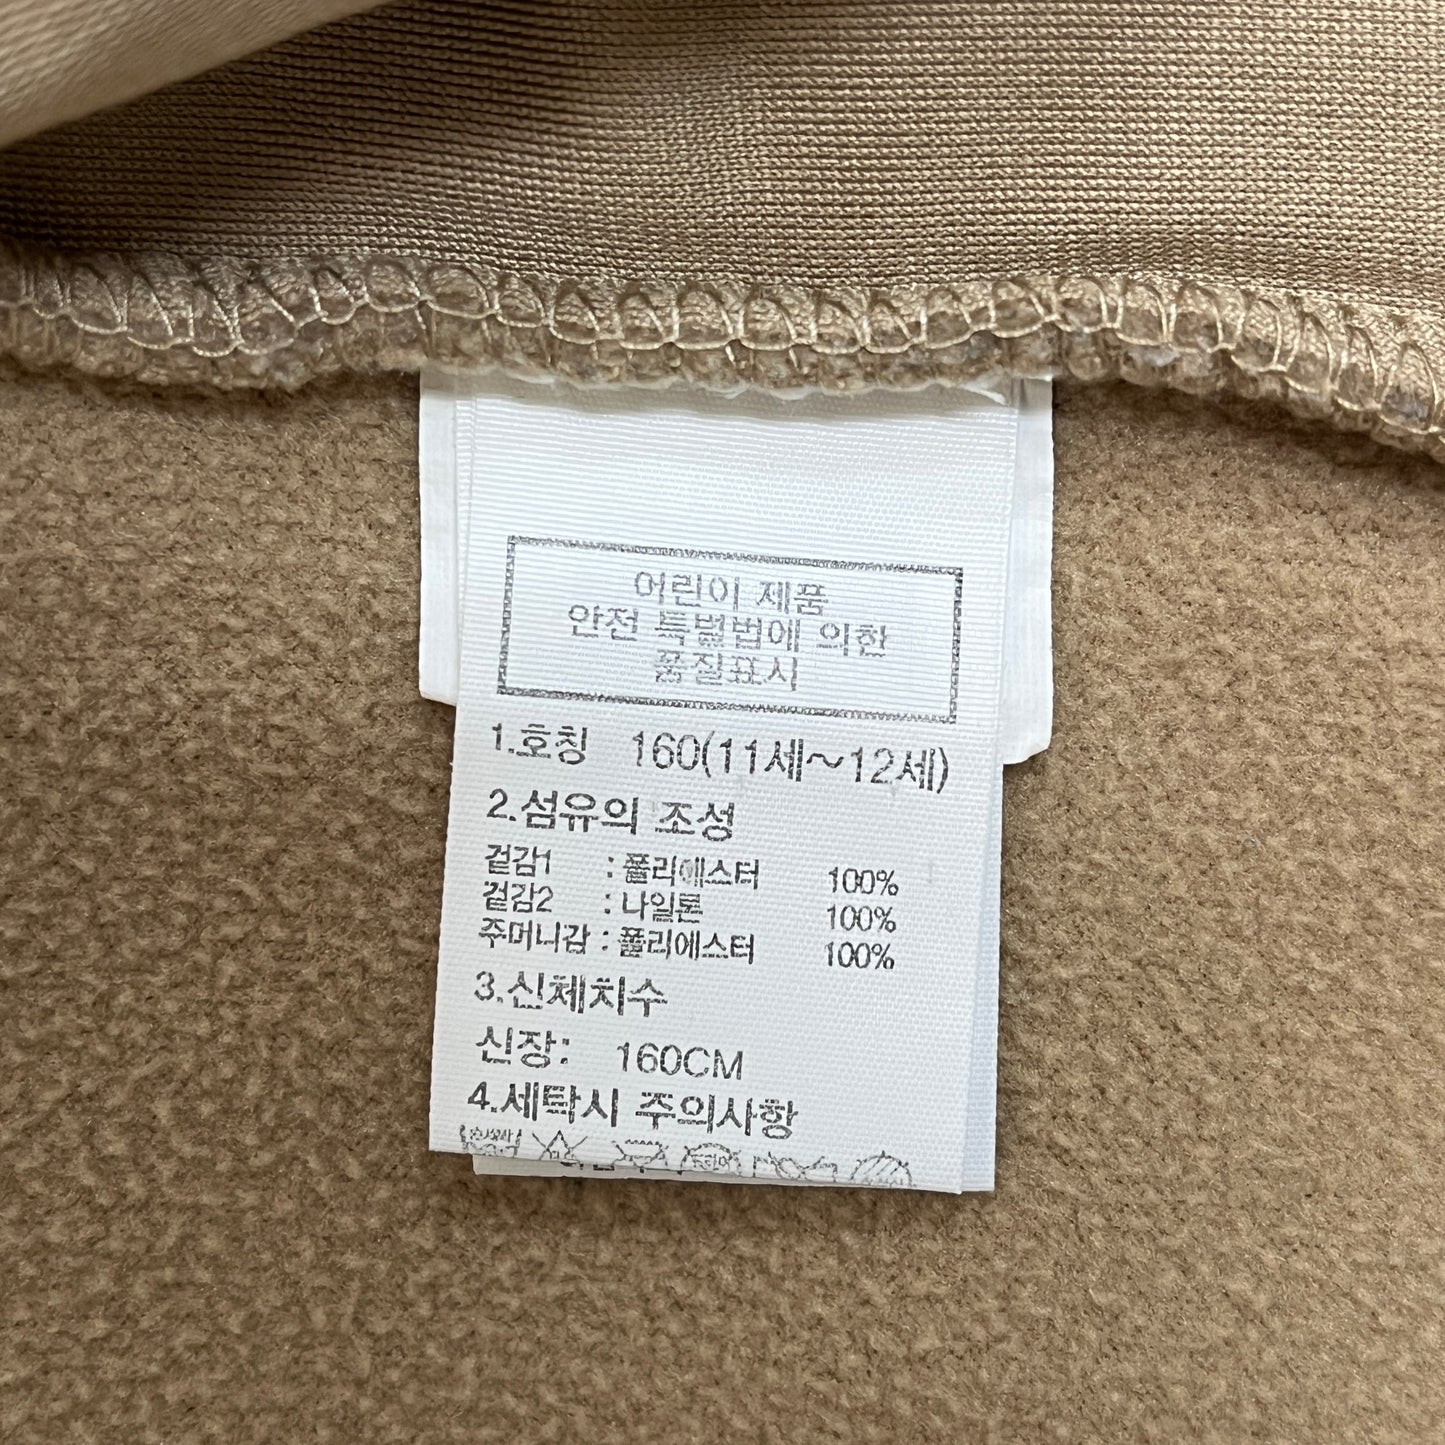 어린이 제품
안전 특별법에 의한
품질표시
1.호칭 160(11세~12세)
2.섬유의 조성
겉감1 : 폴리에스터 100%
겉감2 : 나일론 100%
주머니감 : 폴리에스터 100%
3.신체치수
신장: 160CM
4.세탁시 주의사항